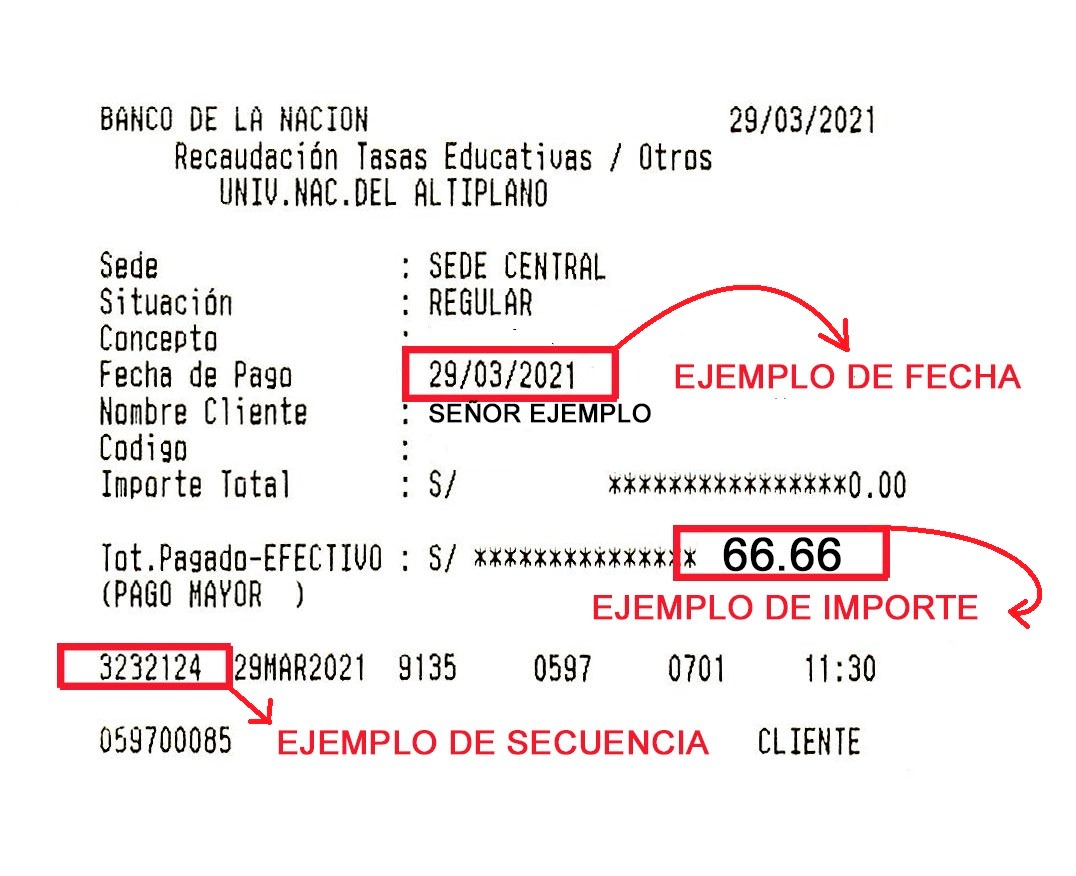 BANCO DE LA NACION 29/03/2021
Recaudación Tasas Educativas / Otros
UNIV.NAC.DEL ALTIPLANO
Sede : SEDE CENTRAL
Situación : REGULAR
Concepto :
Fecha de Pago : 29/03/2021 EJEMPLO DE FECHA
Nombre Cliente : SEÑOR EJEMPLO
Codigo :
Importe Total : S/ ****************0.00
Tot.Pagado-EFECTIVO : S/ *************** 66.66
(PAGO MAYOR ) EJEMPLO DE IMPORTE
3232124 29MAR2021 9135 0597 0701 11:30
059700085 EJEMPLO DE SECUENCIA CLIENTE